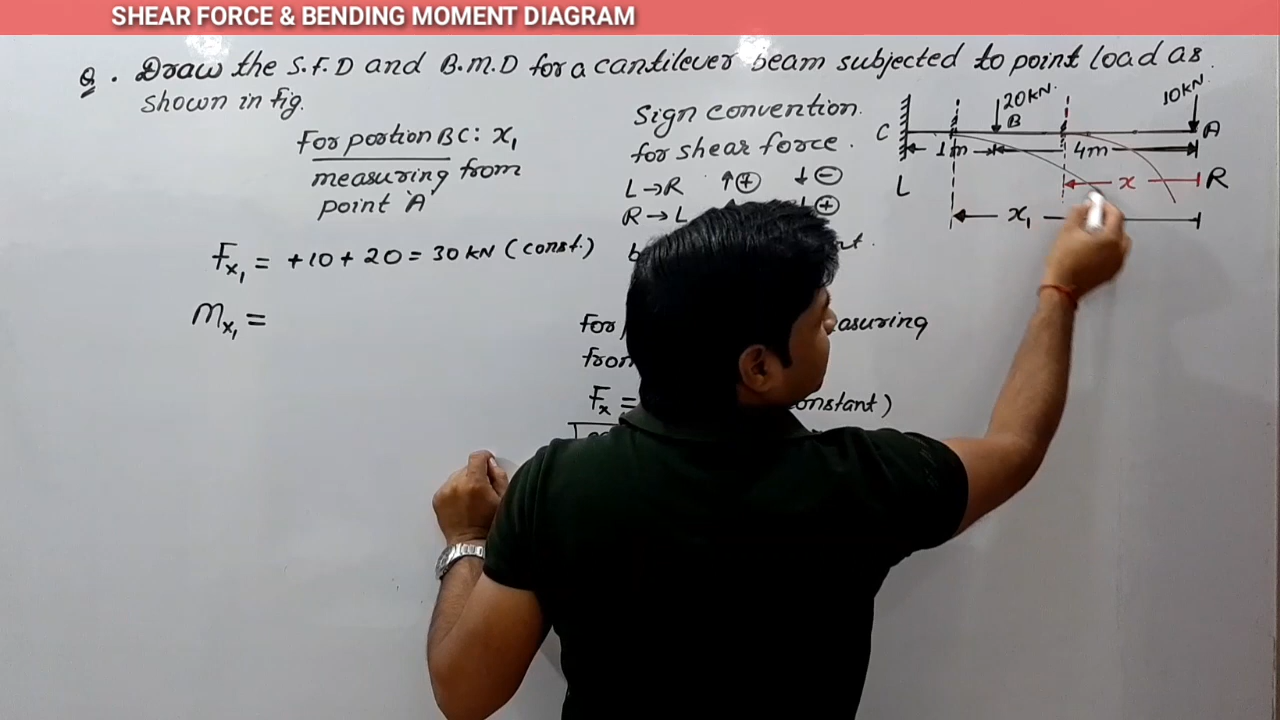 SHEAR FORCE & BENDING MOMENT DIAGRAM
Q. Draw the S.F.D and B.M.D for a cantilever beam subjected to point load as
shown in fig.
For portion BC: x₁
measuring from
point 'A'
Fx₁ = +10 + 20 = 30 KN (const.)
Mx₁ =
Sign convention
for shear force.
L→R ↑⊕ ↓⊖
R→L ⊕
for
from
Fx =
20KN.
10KN
C
B
A
1m
4m
L
x
R
x₁